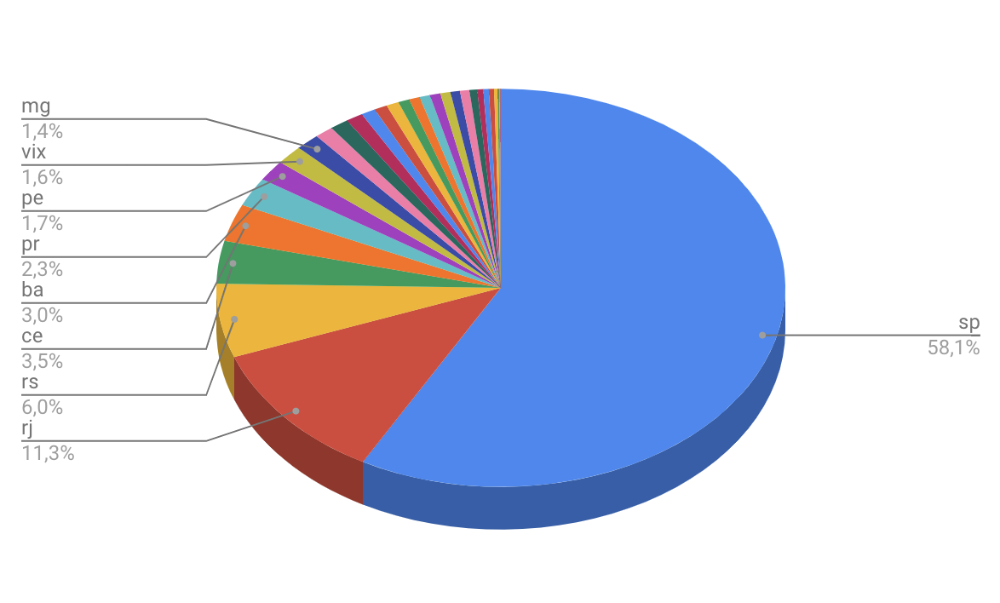 mg
1,4%
vix
1,6%
pe
1,7%
pr
2,3%
ba
3,0%
ce
3,5%
rs
6,0%
rj
11,3%
sp
58,1%